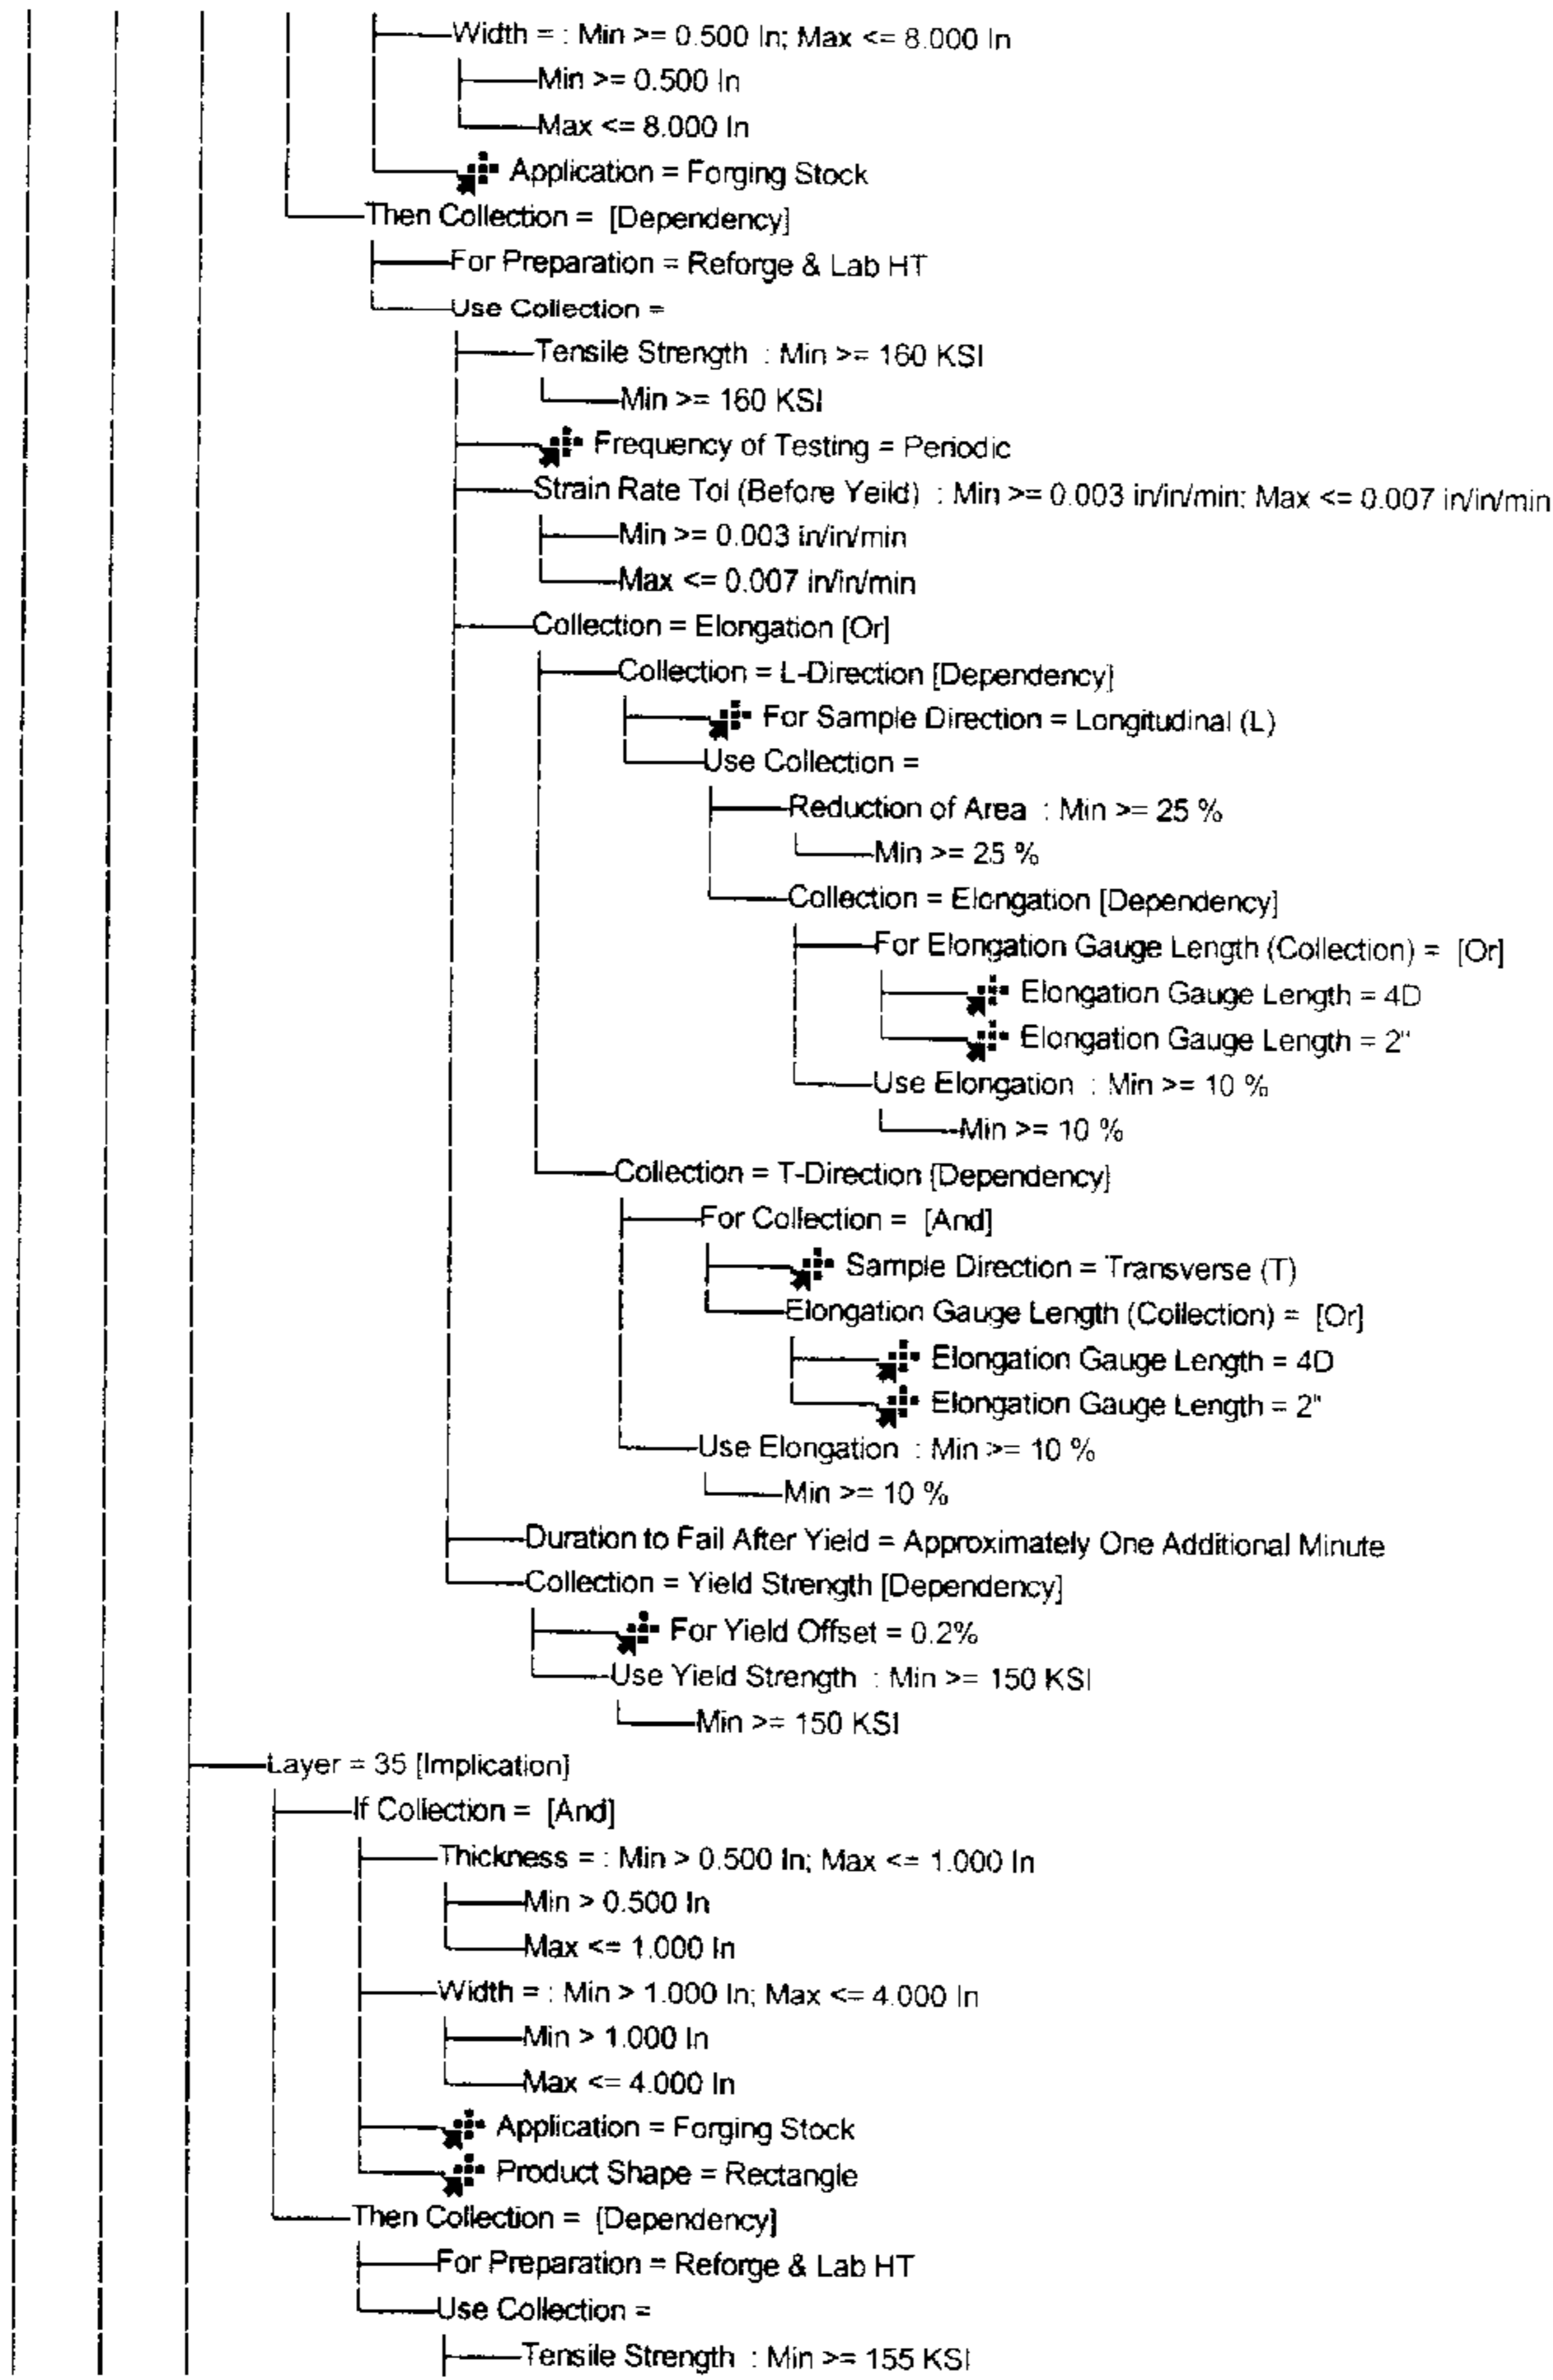 Width = : Min >= 0.500 In; Max <= 8.000 In
Min >= 0.500 In
Max <= 8.000 In
Application = Forging Stock
Then Collection = [Dependency]
For Preparation = Reforge & Lab HT
Use Collection =
Tensile Strength : Min >= 160 KSI
Min >= 160 KSI
Frequency of Testing = Periodic
Strain Rate Tol (Before Yeild) : Min >= 0.003 in/in/min; Max <= 0.007 in/in/min
Min >= 0.003 in/in/min
Max <= 0.007 in/in/min
Collection = Elongation [Or]
Collection = L-Direction [Dependency]
For Sample Direction = Longitudinal (L)
Use Collection =
Reduction of Area : Min >= 25 %
Min >= 25 %
Collection = Elongation [Dependency]
For Elongation Gauge Length (Collection) = [Or]
Elongation Gauge Length = 4D
Elongation Gauge Length = 2"
Use Elongation : Min >= 10 %
Min >= 10 %
Collection = T-Direction [Dependency]
For Collection = [And]
Sample Direction = Transverse (T)
Elongation Gauge Length (Collection) = [Or]
Elongation Gauge Length = 4D
Elongation Gauge Length = 2"
Use Elongation : Min >= 10 %
Min >= 10 %
Duration to Fail After Yield = Approximately One Additional Minute
Collection = Yield Strength [Dependency]
For Yield Offset = 0.2%
Use Yield Strength : Min >= 150 KSI
Min >= 150 KSI
Layer = 35 [Implication]
If Collection = [And]
Thickness = : Min > 0.500 In; Max <= 1.000 In
Min > 0.500 In
Max <= 1.000 In
Width = : Min > 1.000 In; Max <= 4.000 In
Min > 1.000 In
Max <= 4.000 In
Application = Forging Stock
Product Shape = Rectangle
Then Collection = [Dependency]
For Preparation = Reforge & Lab HT
Use Collection =
Tensile Strength : Min >= 155 KSI